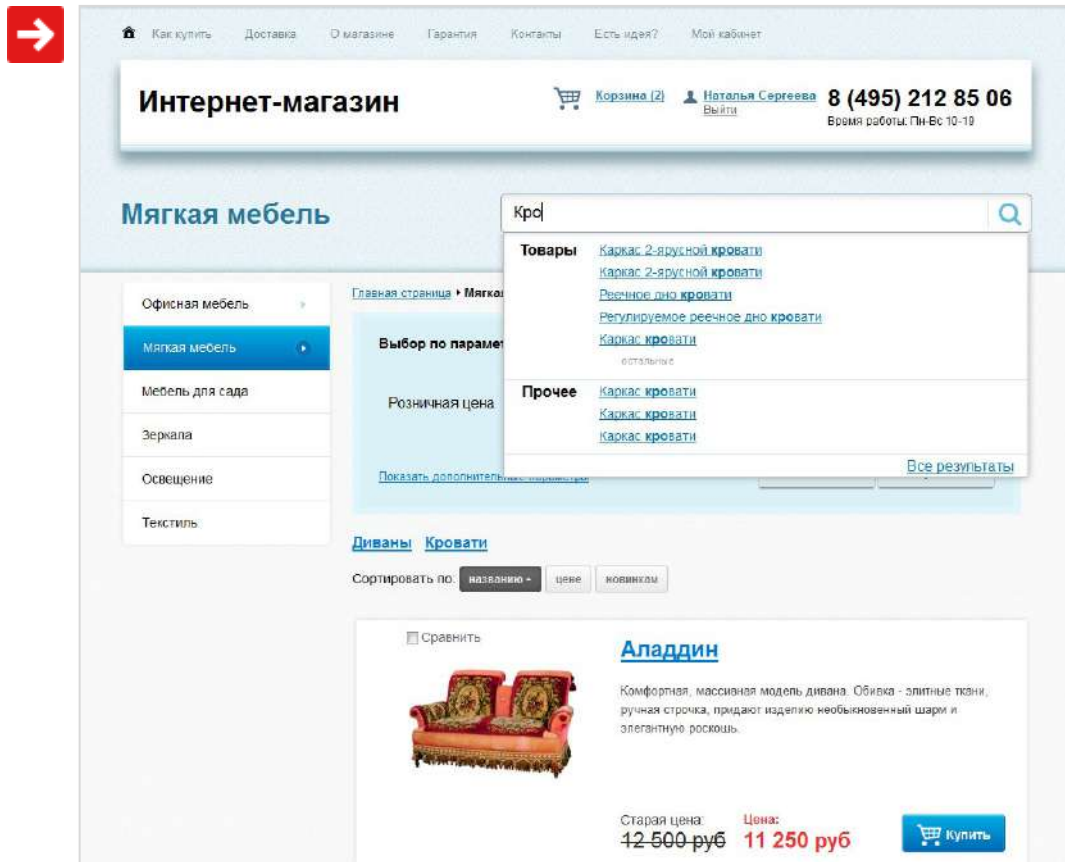 Как купить Доставка О магазине Гарантия Контакты Есть идея? Мой кабинет
Интернет-магазин
Корзина (2)
Наталья Сергеева
Выйти
8 (495) 212 85 06
Время работы: Пн-Вс 10-19
Мягкая мебель
Кро
Товары
Каркас 2-ярусной кровати
Каркас 2-ярусной кровати
Реечное дно кровати
Регулируемое реечное дно кровати
Каркас кровати
остальные
Прочее
Каркас кровати
Каркас кровати
Каркас кровати
Все результаты
Офисная мебель
Мягкая мебель
Мебель для сада
Зеркала
Освещение
Текстиль
Главная страница
Выбор по
Розничная цена
Показать
Диваны Кровати
Сортировать по: названию цене новинкам
Сравнить
Аладдин
Комфортная, массивная модель дивана. Обивка - элитные ткани,
ручная строчка, придают изделию необыкновенный шарм и
элегантную роскошь.
Старая цена:
12 500 руб
Цена:
11 250 руб
Купить